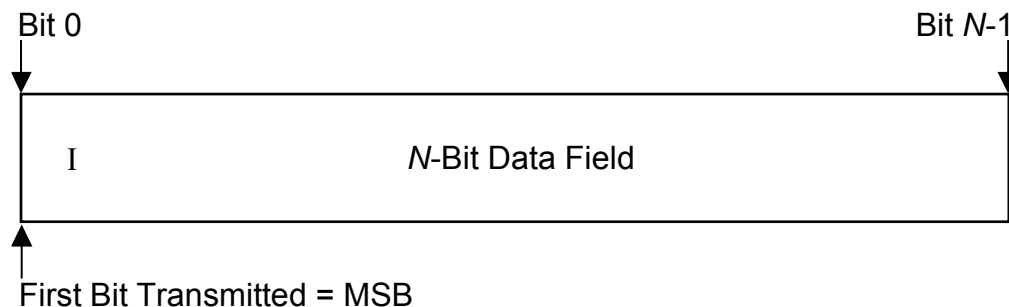 Bit 0 Bit N-1
I N-Bit Data Field
First Bit Transmitted = MSB